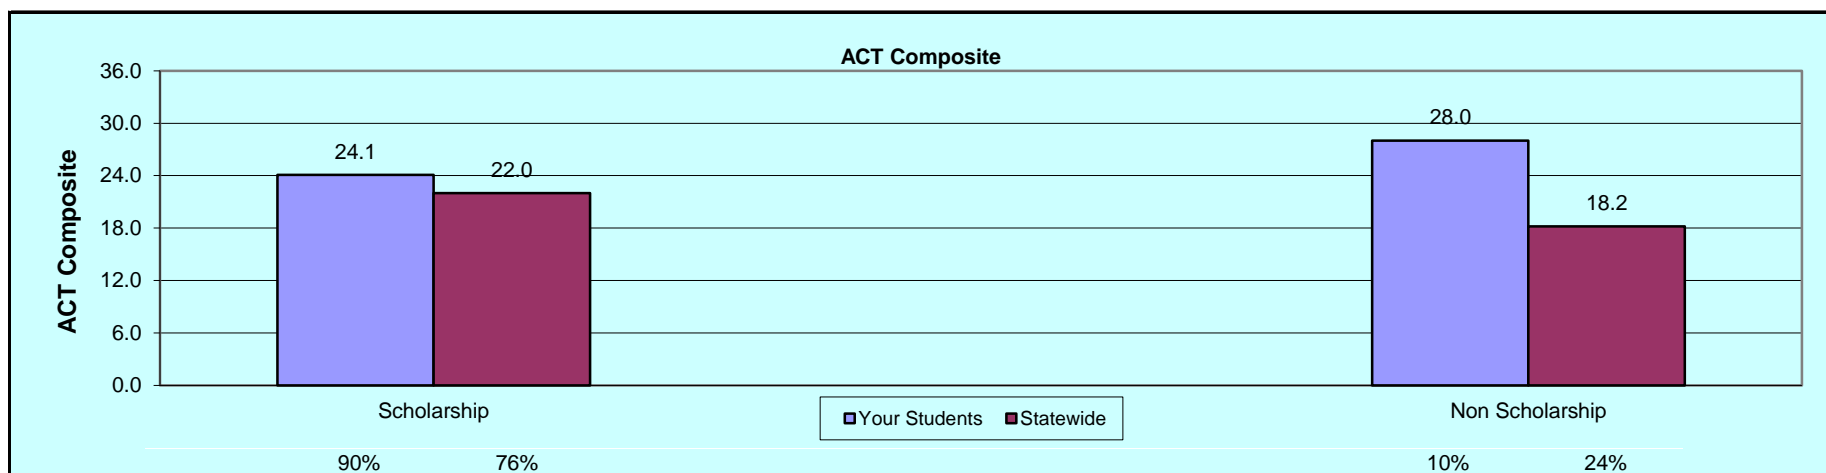 ACT Composite
36.0
30.0
24.0
18.0
12.0
6.0
0.0
ACT Composite
24.1
22.0
28.0
18.2
Scholarship
Non Scholarship
Your Students Statewide
90% 76% 10% 24%